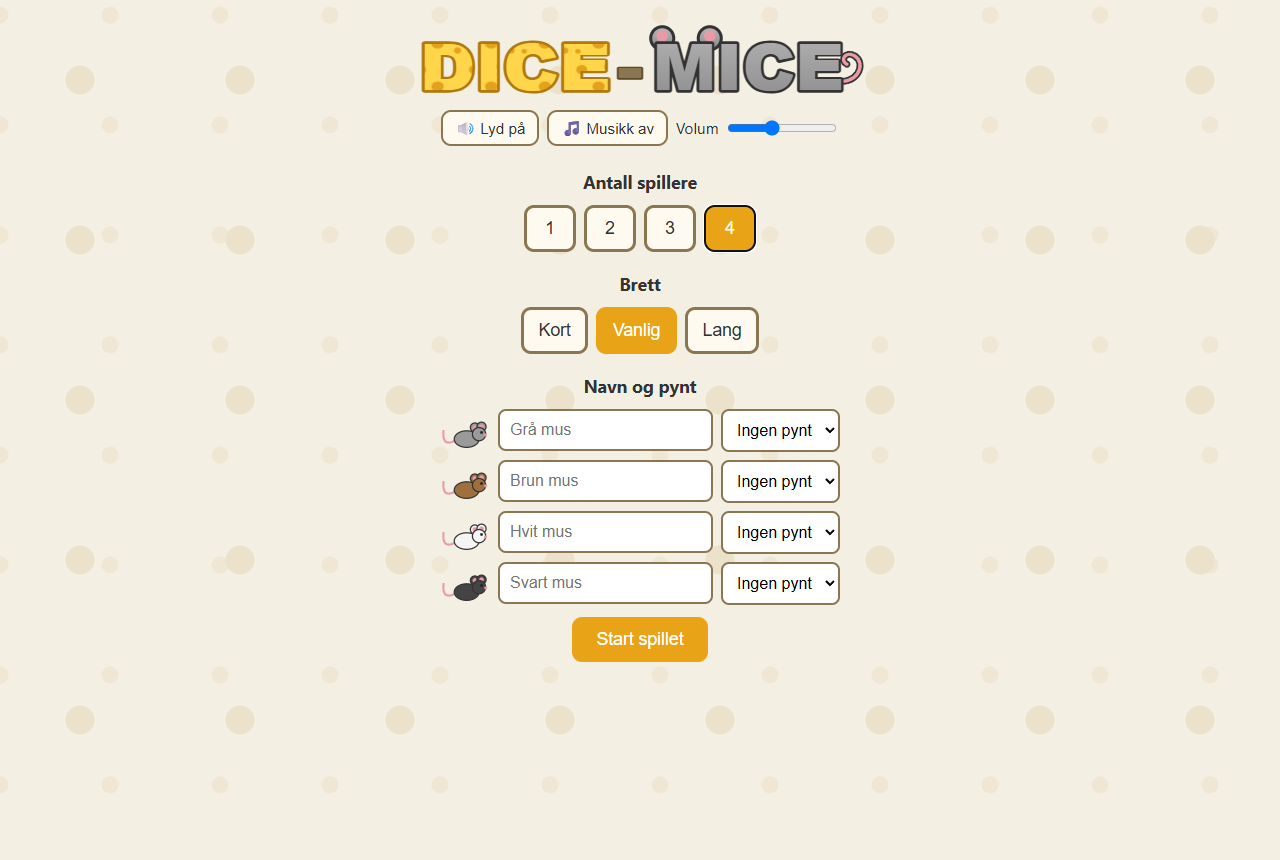 DICE-MICE
Lyd på Musikk av Volum
Antall spillere
1 2 3 4
Brett
Kort Vanlig Lang
Navn og pynt
Grå mus Ingen pynt
Brun mus Ingen pynt
Hvit mus Ingen pynt
Svart mus Ingen pynt
Start spillet